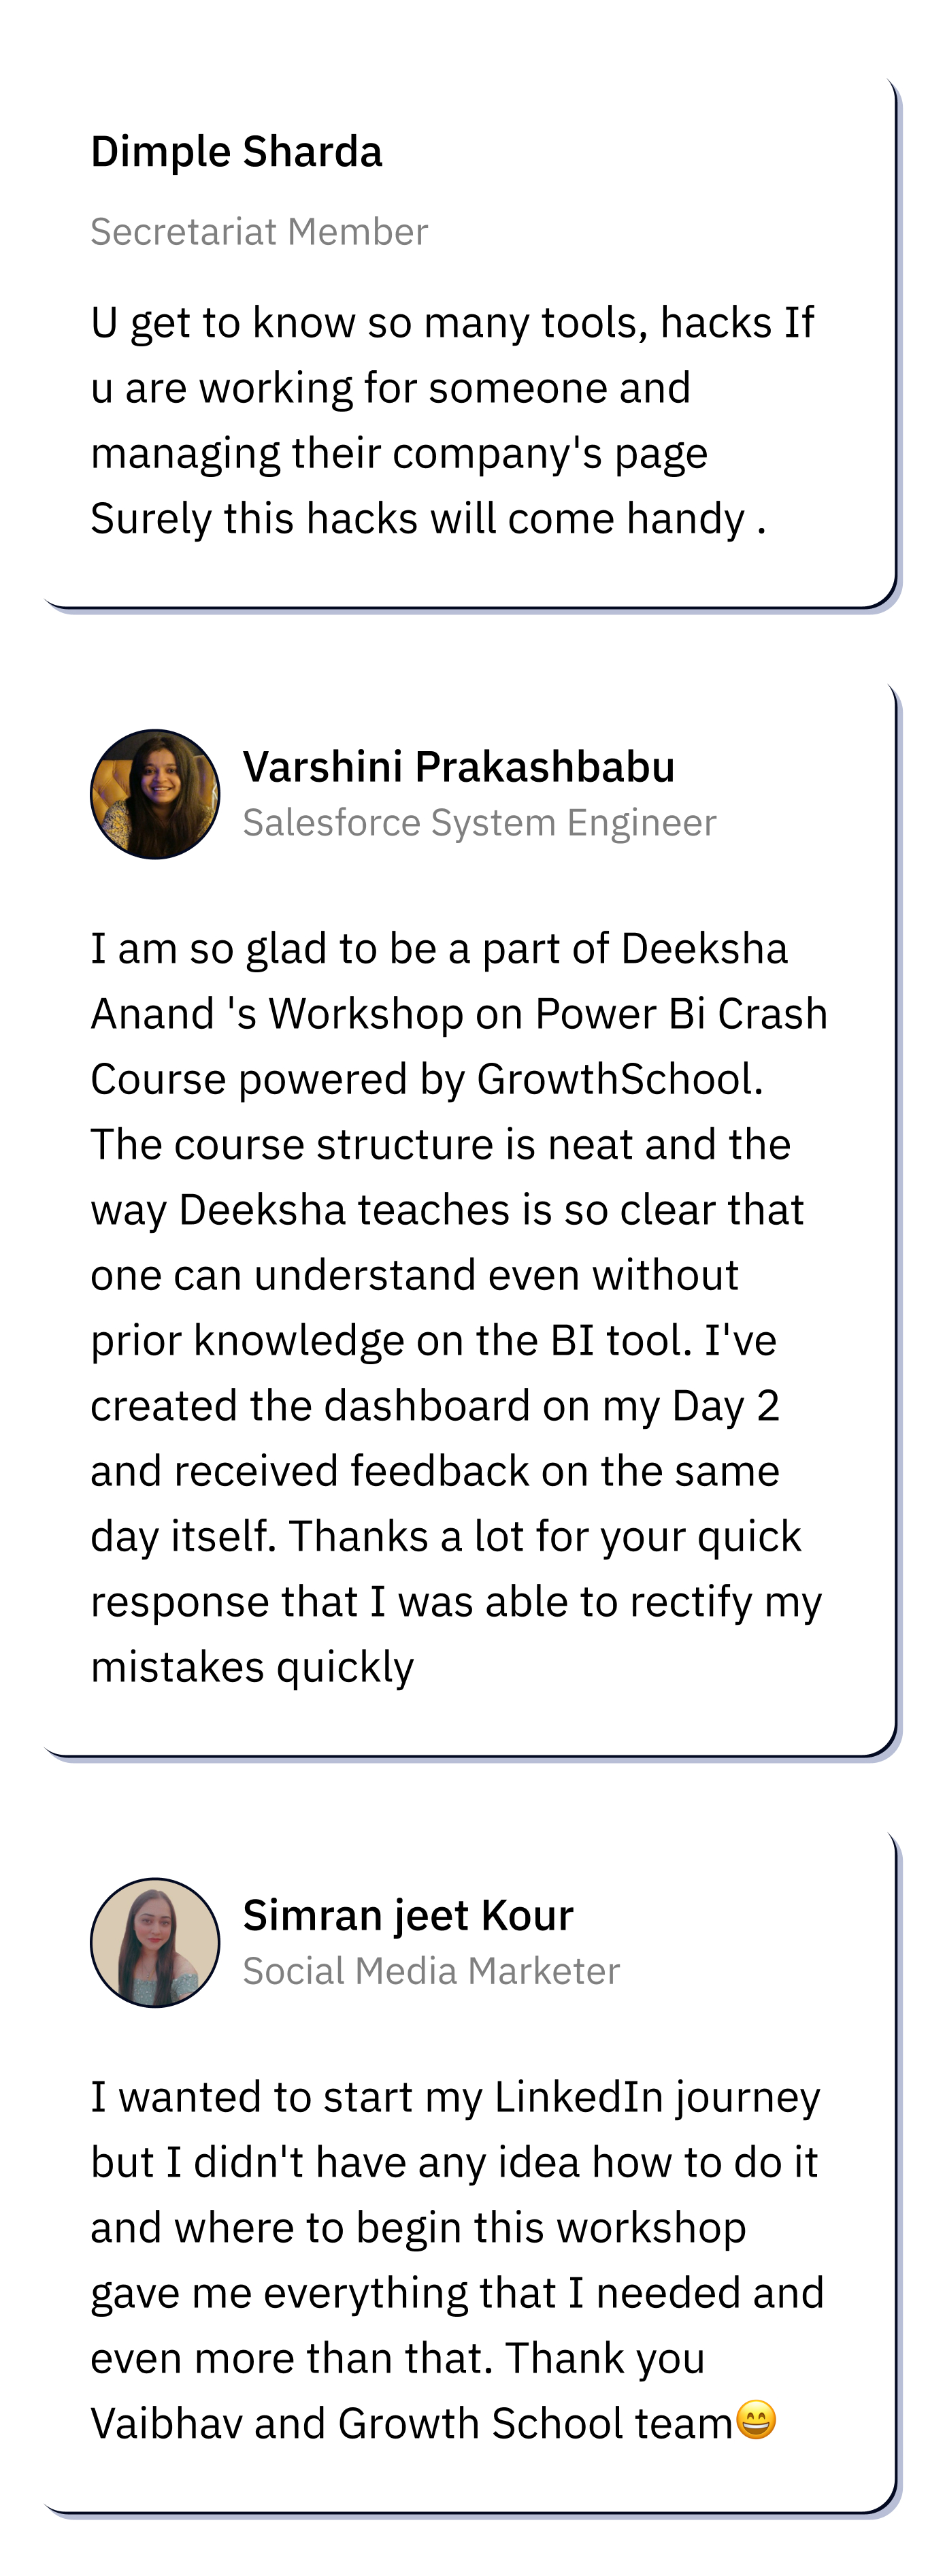 Dimple Sharda
Secretariat Member
U get to know so many tools, hacks If
u are working for someone and
managing their company's page
Surely this hacks will come handy .
Varshini Prakashbabu
Salesforce System Engineer
I am so glad to be a part of Deeksha
Anand 's Workshop on Power Bi Crash
Course powered by GrowthSchool.
The course structure is neat and the
way Deeksha teaches is so clear that
one can understand even without
prior knowledge on the BI tool. I've
created the dashboard on my Day 2
and received feedback on the same
day itself. Thanks a lot for your quick
response that I was able to rectify my
mistakes quickly
Simran jeet Kour
Social Media Marketer
I wanted to start my LinkedIn journey
but I didn't have any idea how to do it
and where to begin this workshop
gave me everything that I needed and
even more than that. Thank you
Vaibhav and Growth School team😄